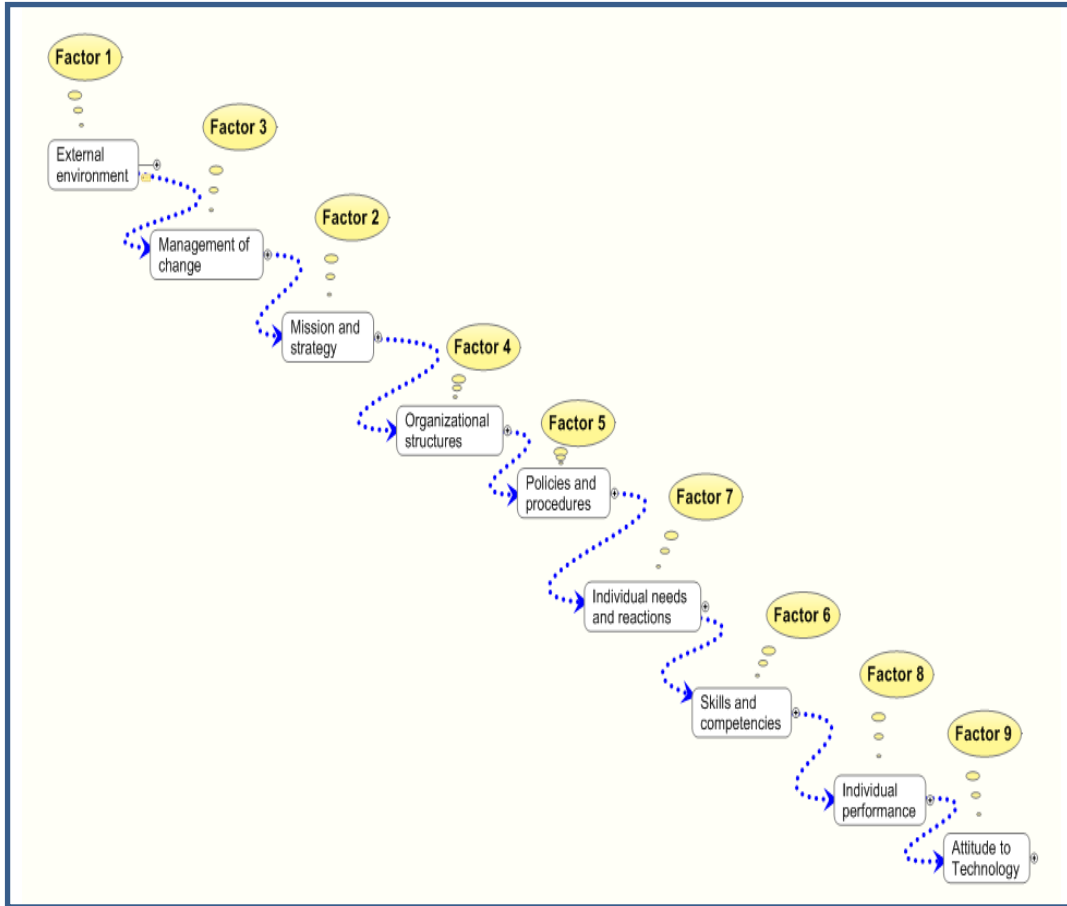 Factor 1
External
environment
Factor 3
Management of
change
Factor 2
Mission and
strategy
Factor 4
Organizational
structures
Factor 5
Policies and
procedures
Factor 7
Individual needs
and reactions
Factor 6
Skills and
competencies
Factor 8
Individual
performance
Factor 9
Attitude to
Technology